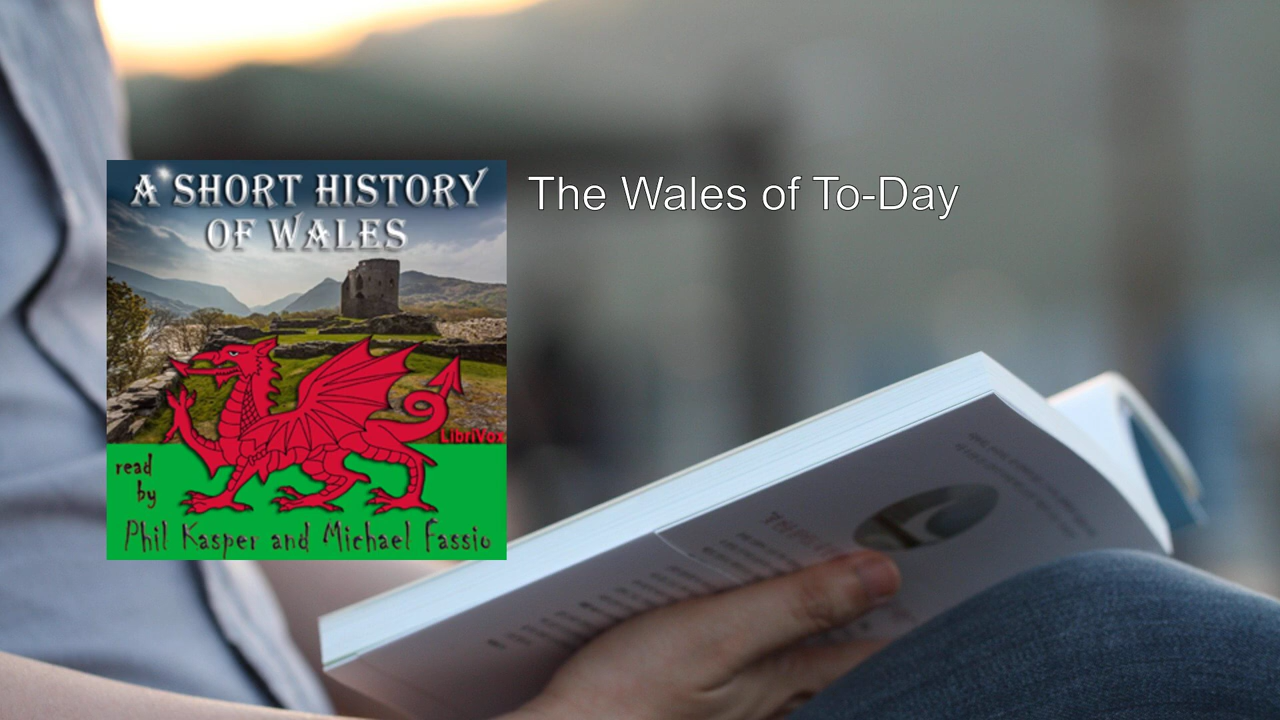 A SHORT HISTORY
OF WALES
The Wales of To-Day
LibriVox
read
by
Phil Kasper and Michael Fassio